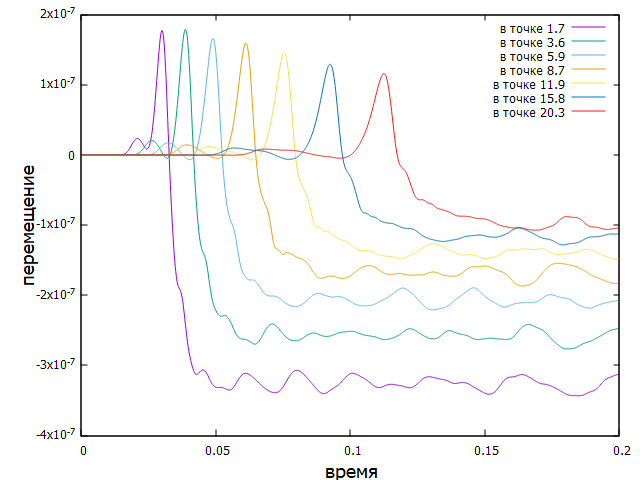 2x10-7
1x10-7
0
-1x10-7
-2x10-7
-3x10-7
-4x10-7
перемещение
0
0.05
0.1
0.15
0.2
время
в точке 1.7
в точке 3.6
в точке 5.9
в точке 8.7
в точке 11.9
в точке 15.8
в точке 20.3